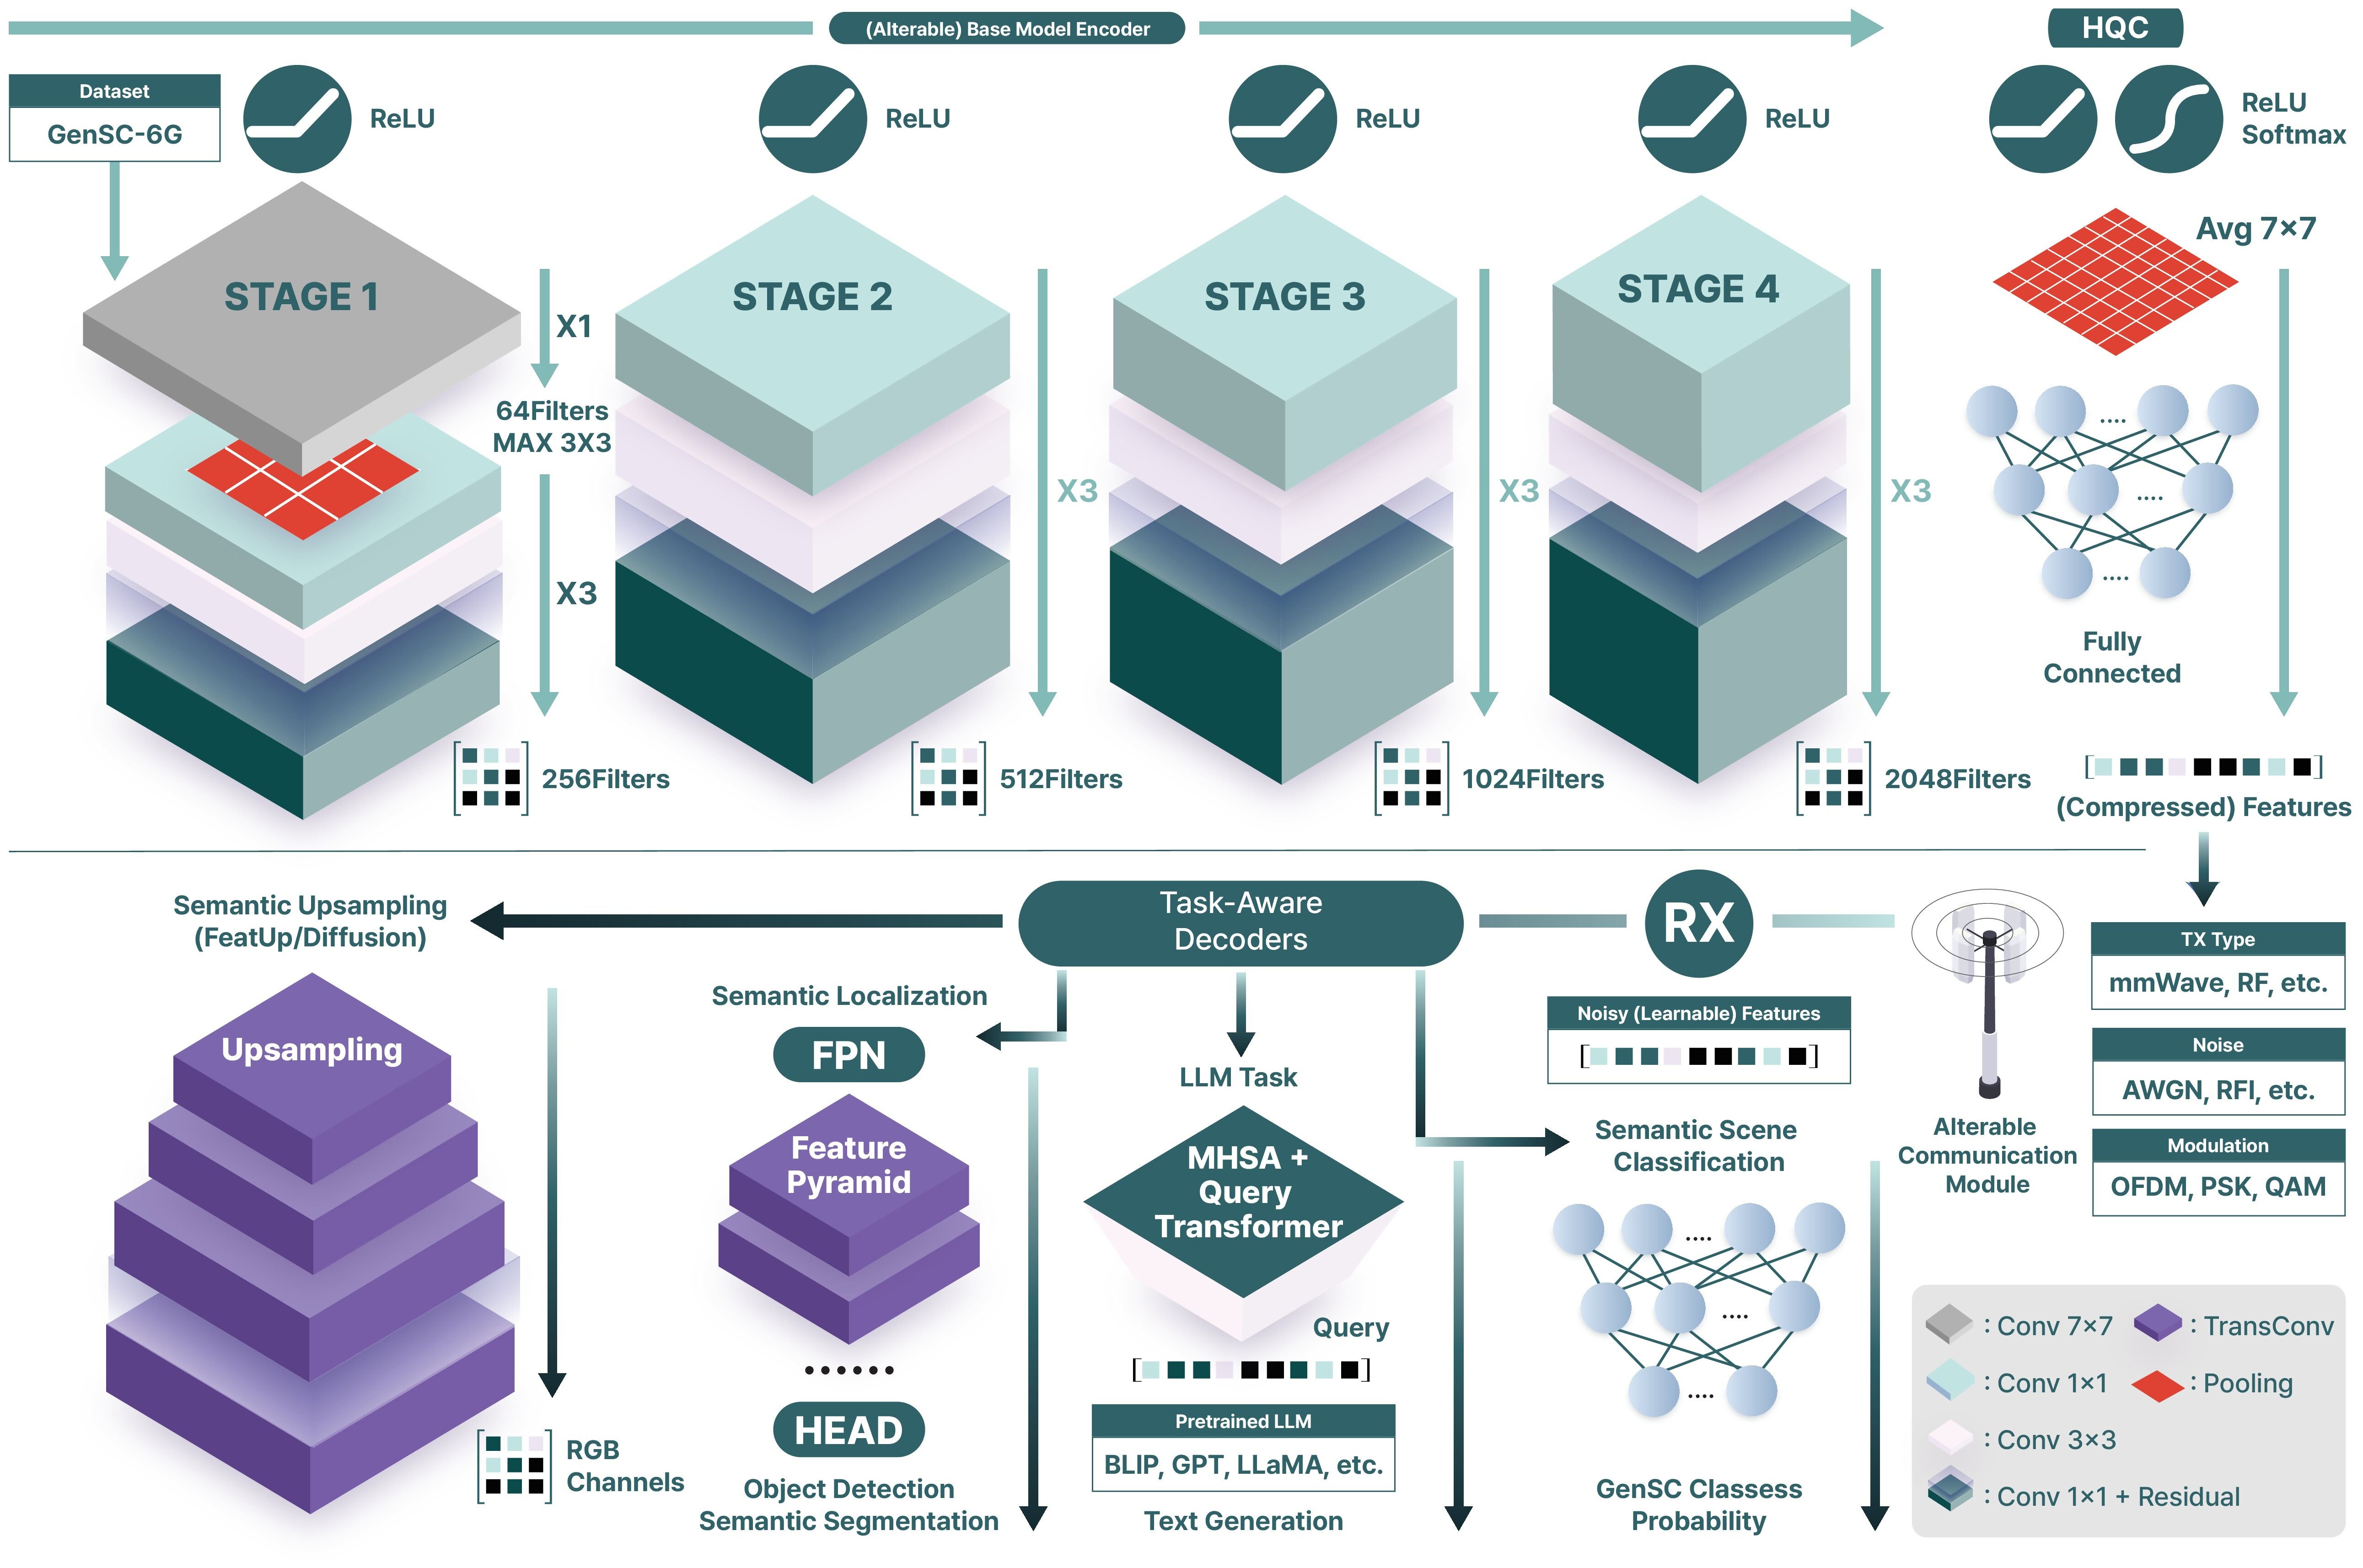 (Alterable) Base Model Encoder
HQC
Dataset
GenSC-6G
ReLU
ReLU
ReLU
ReLU
ReLU
Softmax
STAGE 1
X1
64Filters
MAX 3X3
X3
256Filters
STAGE 2
X3
512Filters
STAGE 3
X3
1024Filters
STAGE 4
X3
2048Filters
Avg 7×7
....
....
....
Fully
Connected
(Compressed) Features
Semantic Upsampling
(FeatUp/Diffusion)
Task-Aware
Decoders
RX
Upsampling
RGB
Channels
Semantic Localization
FPN
Feature
Pyramid
......
HEAD
Object Detection
Semantic Segmentation
LLM Task
MHSA +
Query
Transformer
Query
Pretrained LLM
BLIP, GPT, LLaMA, etc.
Text Generation
Noisy (Learnable) Features
Semantic Scene
Classification
....
....
....
GenSC Classess
Probability
Alterable
Communication
Module
TX Type
mmWave, RF, etc.
Noise
AWGN, RFI, etc.
Modulation
OFDM, PSK, QAM
: Conv 7×7
: TransConv
: Conv 1×1
: Pooling
: Conv 3×3
: Conv 1×1 + Residual